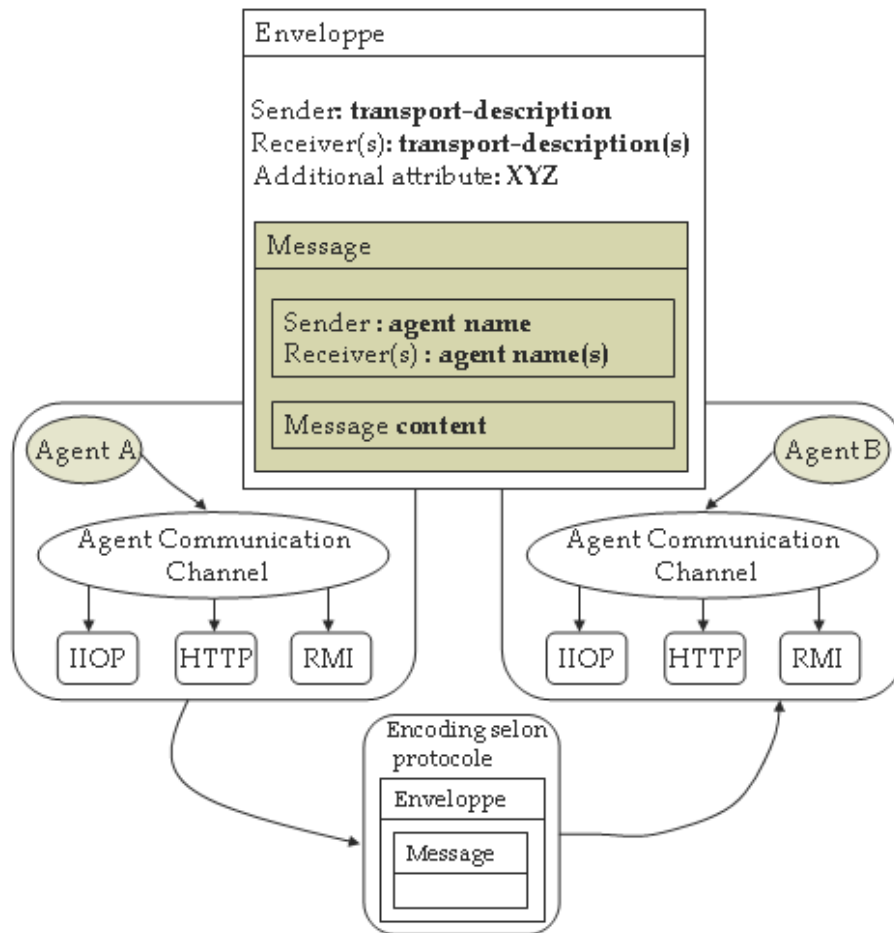 Enveloppe
Sender: transport-description
Receiver(s): transport-description(s)
Additional attribute: XYZ
Message
Sender : agent name
Receiver(s) : agent name(s)
Message content
Agent A
Agent Communication
Channel
IIOP
HTTP
RMI
Agent B
Agent Communication
Channel
IIOP
HTTP
RMI
Encoding selon
protocole
Enveloppe
Message